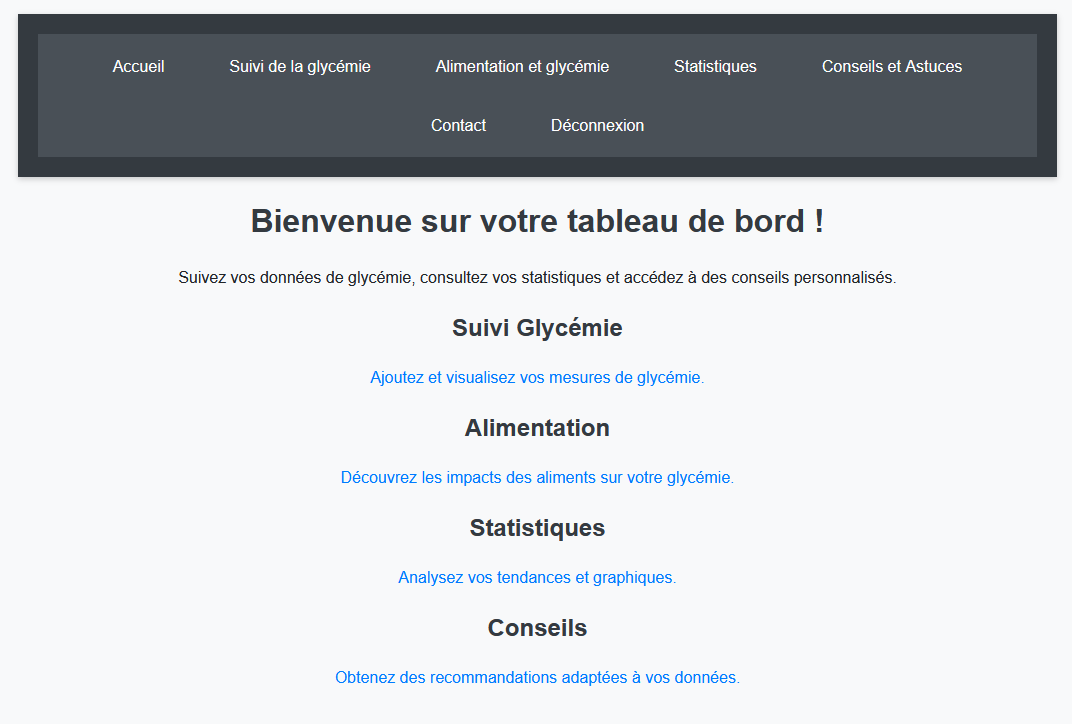 Accueil Suivi de la glycémie Alimentation et glycémie Statistiques Conseils et Astuces
Contact Déconnexion
Bienvenue sur votre tableau de bord !
Suivez vos données de glycémie, consultez vos statistiques et accédez à des conseils personnalisés.
Suivi Glycémie
Ajoutez et visualisez vos mesures de glycémie.
Alimentation
Découvrez les impacts des aliments sur votre glycémie.
Statistiques
Analysez vos tendances et graphiques.
Conseils
Obtenez des recommandations adaptées à vos données.